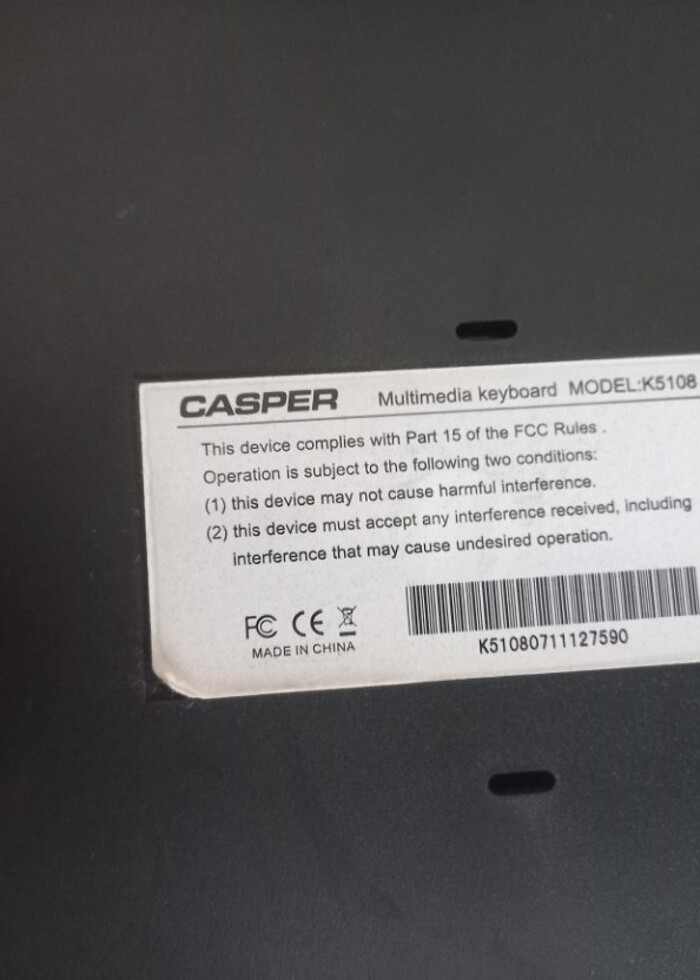 CASPER Multimedia keyboard MODEL:K5108
This device complies with Part 15 of the FCC Rules .
Operation is subject to the following two conditions:
(1) this device may not cause harmful interference.
(2) this device must accept any interference received, including
interference that may cause undesired operation.
FC CE
MADE IN CHINA
K51080711127590